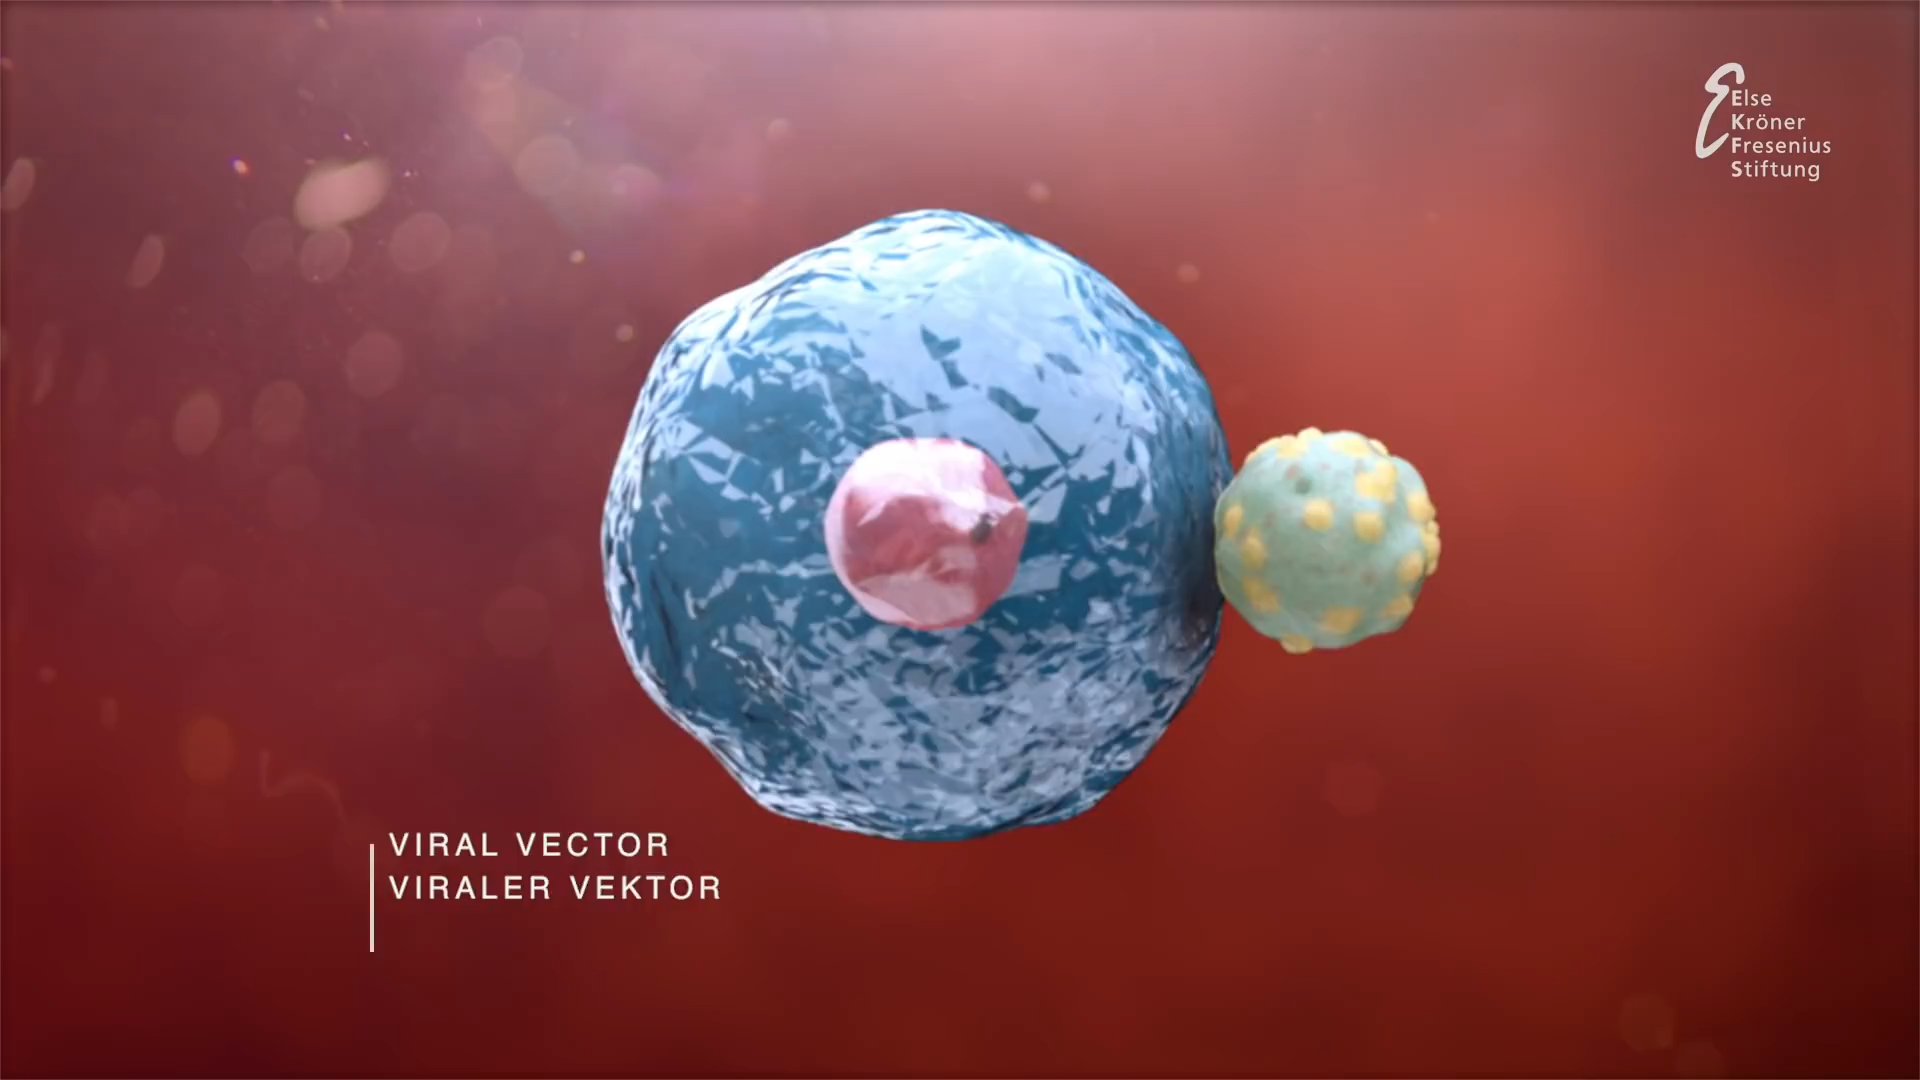 Else
Kröner
Fresenius
Stiftung
VIRAL VECTOR
VIRALER VEKTOR